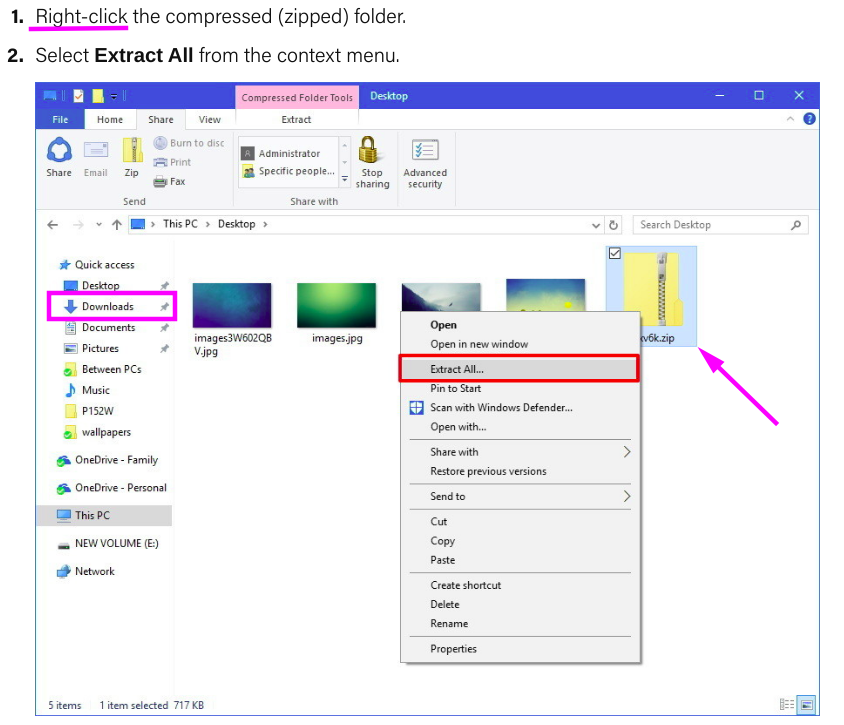 1. Right-click the compressed (zipped) folder.
2. Select Extract All from the context menu.
Compressed Folder Tools Desktop
File Home Share View Extract
Share Email Zip
Burn to disc
Print
Fax
Send
Administrator
Specific people...
Share with
Stop sharing
Advanced security
This PC > Desktop >
Search Desktop
Quick access
Desktop
Downloads
Documents
Pictures
Between PCs
Music
P152W
wallpapers
OneDrive - Family
OneDrive - Personal
This PC
NEW VOLUME (E:)
Network
images3W602QB
V.jpg
images.jpg
v6k.zip
Open
Open in new window
Extract All...
Pin to Start
Scan with Windows Defender...
Open with...
Share with
Restore previous versions
Send to
Cut
Copy
Paste
Create shortcut
Delete
Rename
Properties
5 items 1 item selected 717 KB